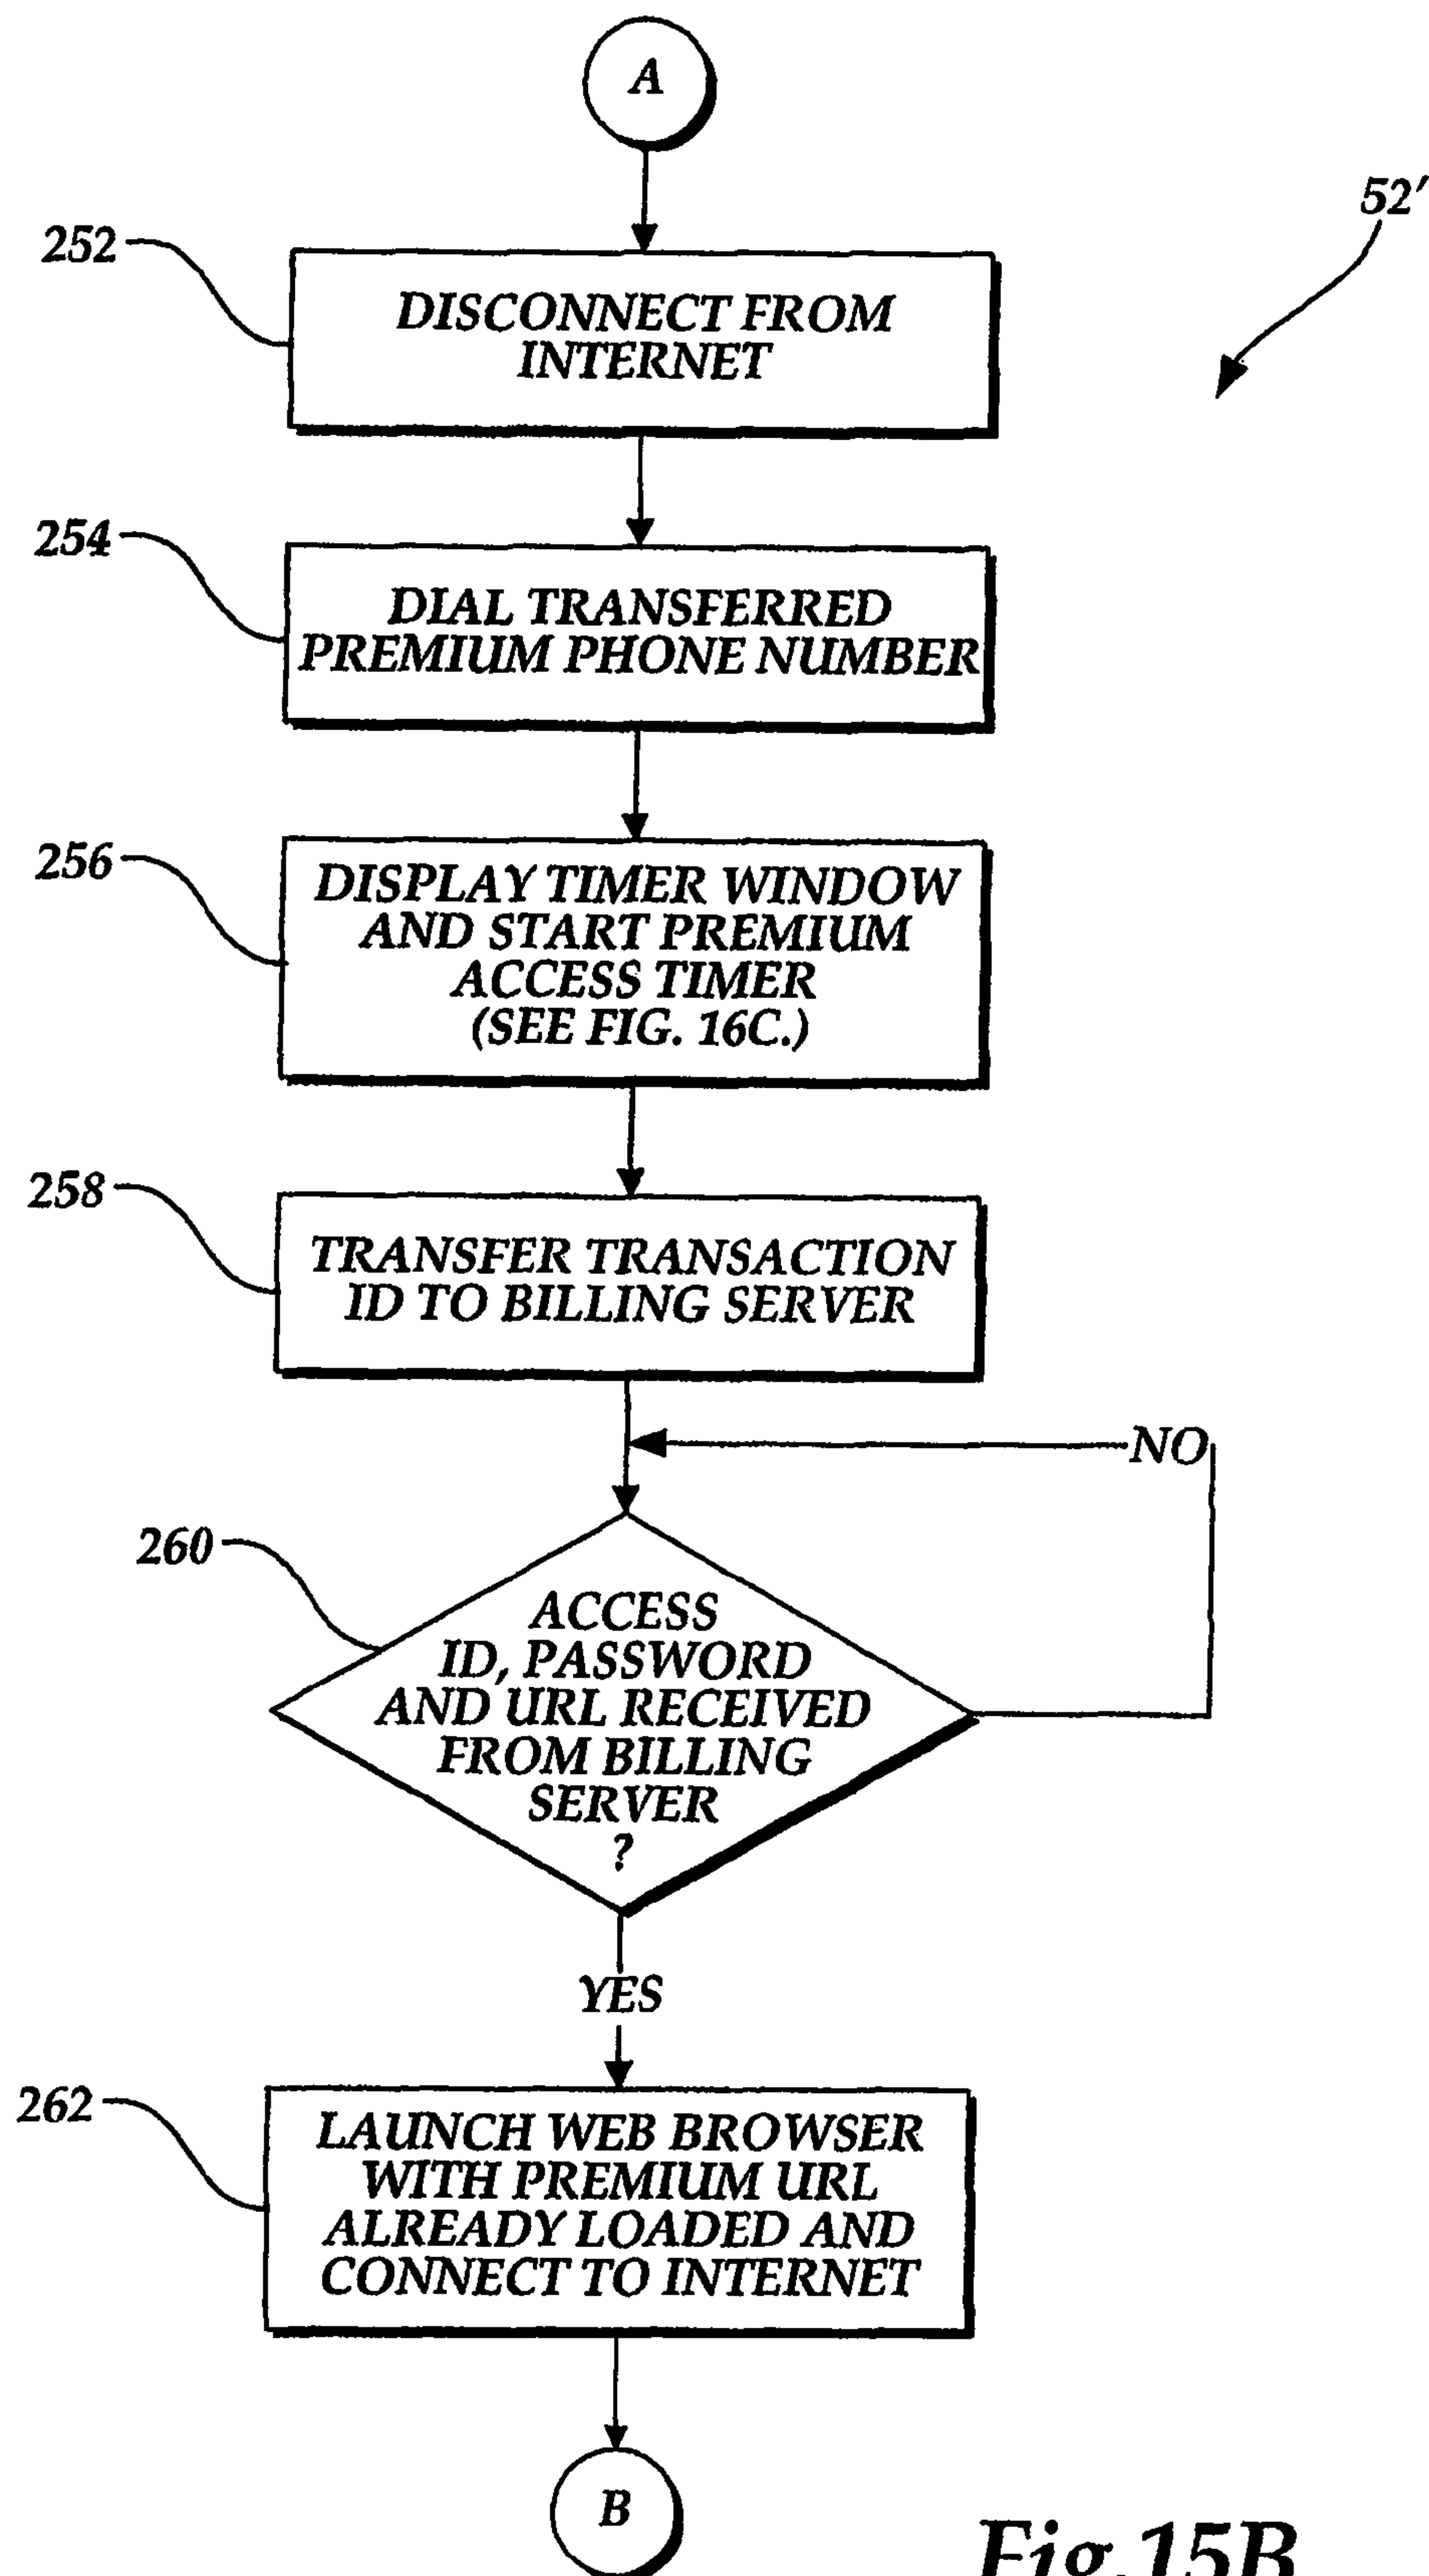 A
52'
252
DISCONNECT FROM
INTERNET
254
DIAL TRANSFERRED
PREMIUM PHONE NUMBER
256
DISPLAY TIMER WINDOW
AND START PREMIUM
ACCESS TIMER
(SEE FIG. 16C.)
258
TRANSFER TRANSACTION
ID TO BILLING SERVER
NO
260
ACCESS
ID, PASSWORD
AND URL RECEIVED
FROM BILLING
SERVER
?
YES
262
LAUNCH WEB BROWSER
WITH PREMIUM URL
ALREADY LOADED AND
CONNECT TO INTERNET
B
Fig.15B